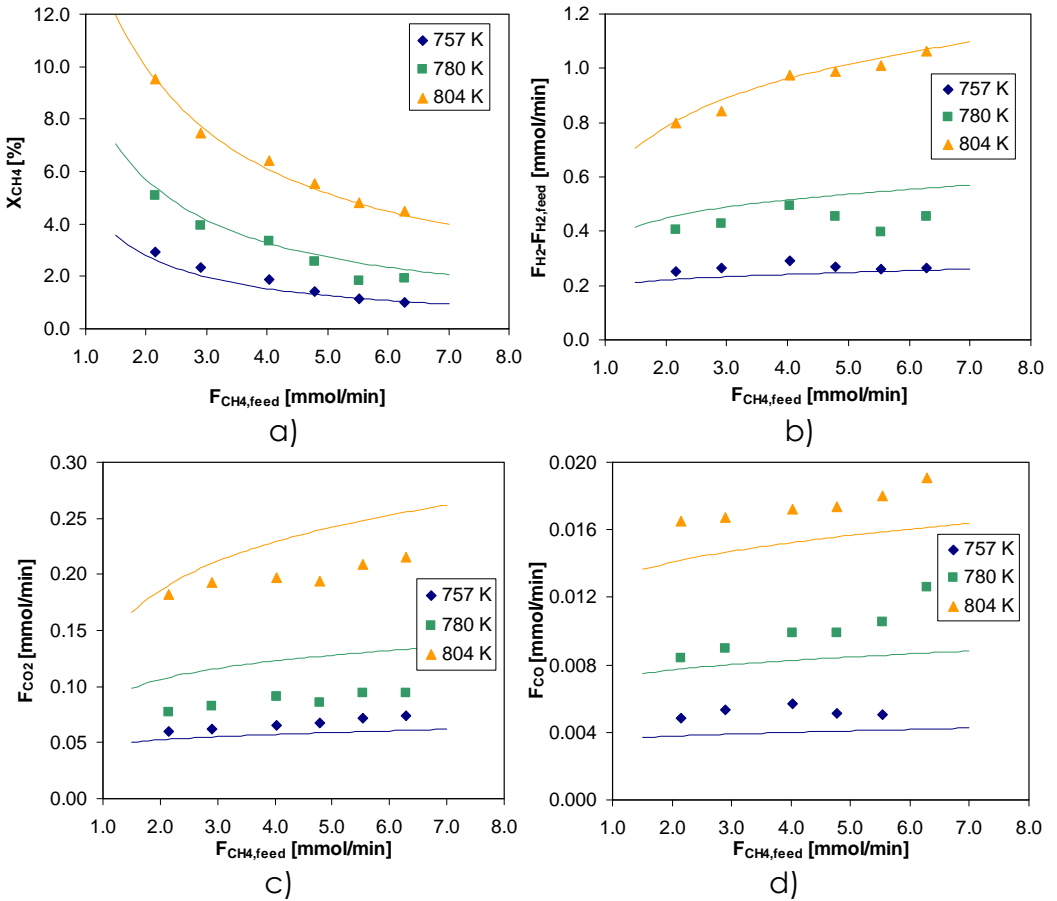 12.0
10.0
8.0
6.0
4.0
2.0
0.0
XCH4 [%]
757 K
780 K
804 K
1.0 2.0 3.0 4.0 5.0 6.0 7.0 8.0
FCH4,feed [mmol/min]
a)
1.2
1.0
0.8
0.6
0.4
0.2
0.0
FH2-FH2,feed [mmol/min]
757 K
780 K
804 K
1.0 2.0 3.0 4.0 5.0 6.0 7.0 8.0
FCH4,feed [mmol/min]
b)
0.30
0.25
0.20
0.15
0.10
0.05
0.00
FCO2 [mmol/min]
757 K
780 K
804 K
1.0 2.0 3.0 4.0 5.0 6.0 7.0 8.0
FCH4,feed [mmol/min]
c)
0.020
0.016
0.012
0.008
0.004
0.000
FCO [mmol/min]
757 K
780 K
804 K
1.0 2.0 3.0 4.0 5.0 6.0 7.0 8.0
FCH4,feed [mmol/min]
d)